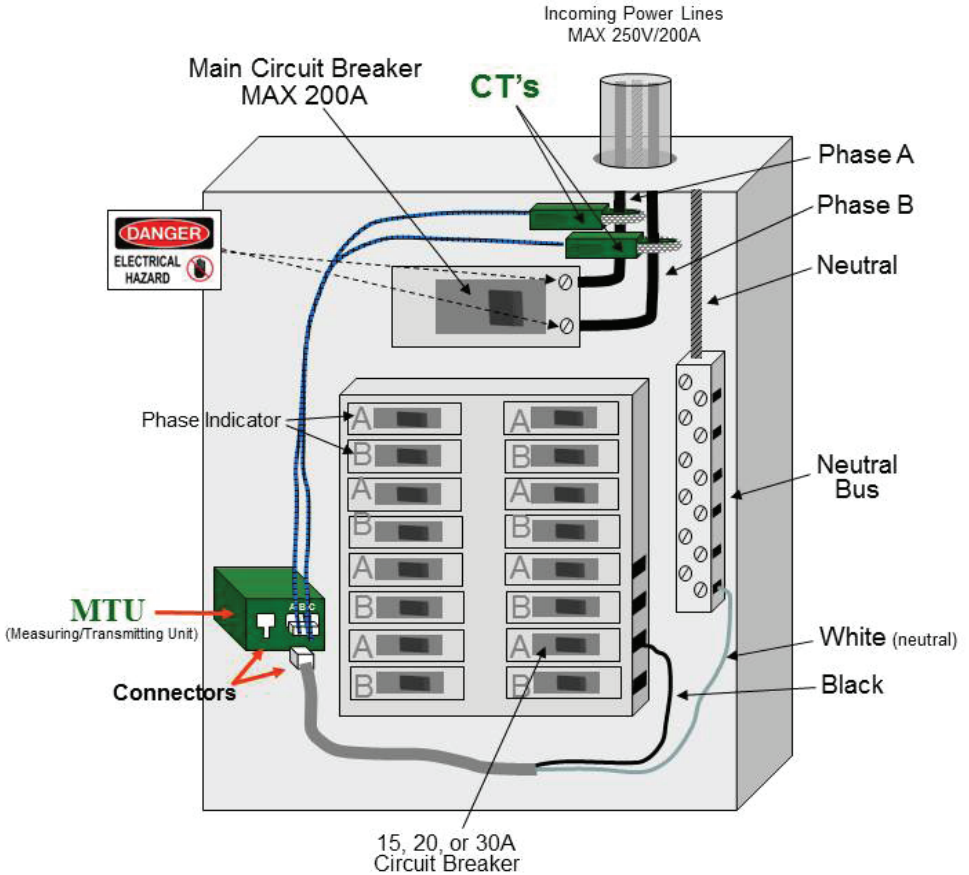 Incoming Power Lines
MAX 250V/200A
Main Circuit Breaker
MAX 200A
CT's
Phase A
Phase B
Neutral
DANGER
ELECTRICAL
HAZARD
Phase Indicator
A
A
B
B
A
A
B
B
A
A
B
B
A
A
B
B
Neutral
Bus
A B C
MTU
(Measuring/Transmitting Unit)
Connectors
White (neutral)
Black
15, 20, or 30A
Circuit Breaker